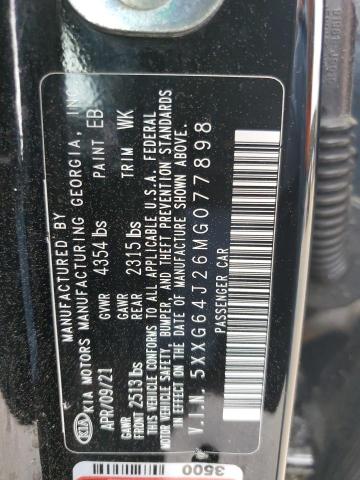 MANUFACTURED BY
KIA KIA MOTORS MANUFACTURING GEORGIA, IN
APR/09/21 GVWR 4354 lbs PAINT EB
GAWR FRONT 2513 lbs GAWR REAR 2315 lbs TRIM WK
THIS VEHICLE CONFORMS TO ALL APPLICABLE U.S.A. FEDERAL
MOTOR VEHICLE SAFETY, BUMPER, AND THEFT PREVENTION STANDARDS
IN EFFECT ON THE DATE OF MANUFACTURE SHOWN ABOVE.
V.I.N. 5XXG64J26MG077898
PASSENGER CAR
3500